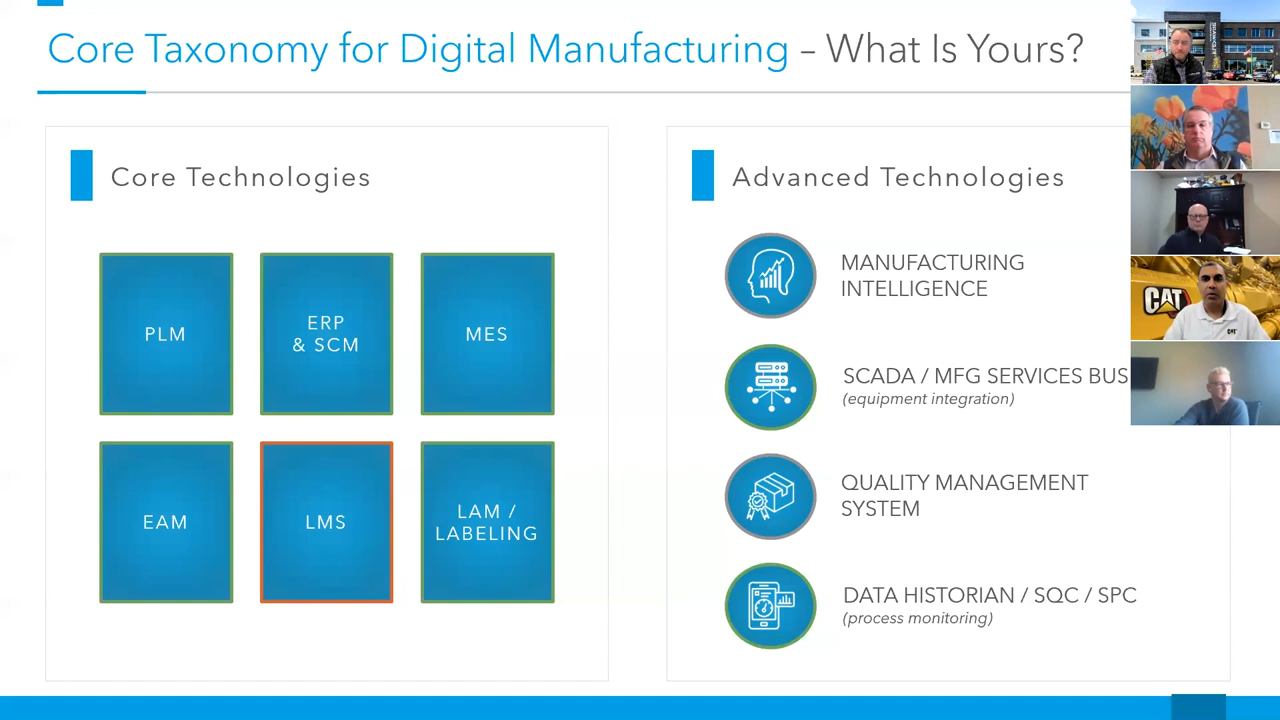 Core Taxonomy for Digital Manufacturing – What Is Yours?
Core Technologies
PLM
ERP
& SCM
MES
EAM
LMS
LAM /
LABELING
Advanced Technologies
MANUFACTURING
INTELLIGENCE
SCADA / MFG SERVICES BUS
(equipment integration)
QUALITY MANAGEMENT
SYSTEM
DATA HISTORIAN / SQC / SPC
(process monitoring)
CAT
CAT